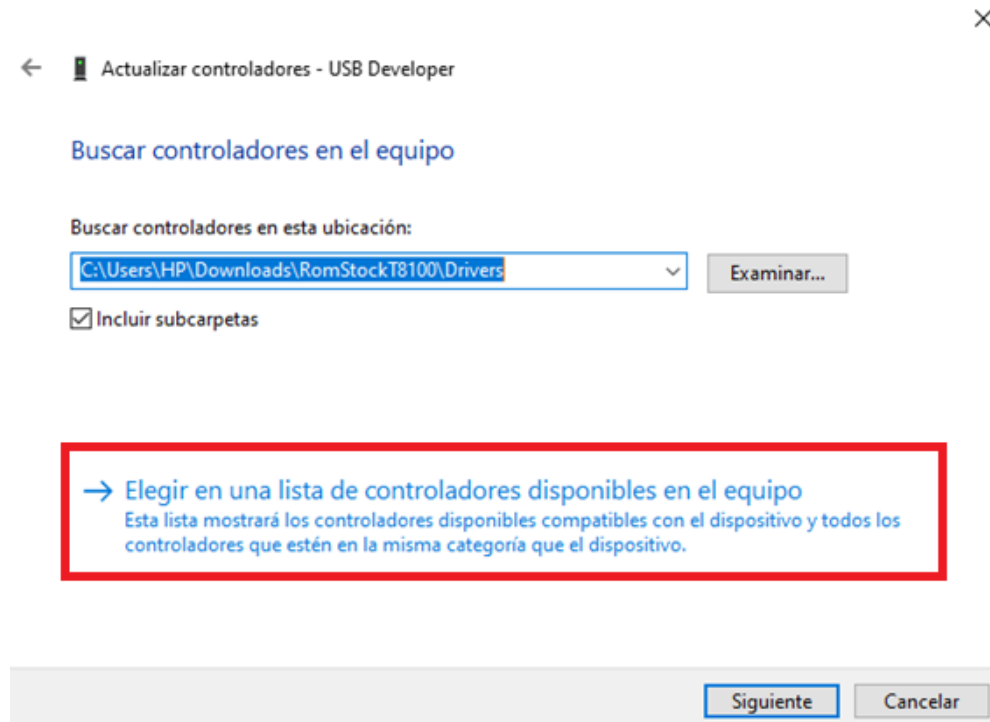 Actualizar controladores - USB Developer
Buscar controladores en el equipo
Buscar controladores en esta ubicación:
C:\Users\HP\Downloads\RomStockT8100\Drivers
Examinar...
Incluir subcarpetas
Elegir en una lista de controladores disponibles en el equipo
Esta lista mostrará los controladores disponibles compatibles con el dispositivo y todos los
controladores que estén en la misma categoría que el dispositivo.
Siguiente
Cancelar